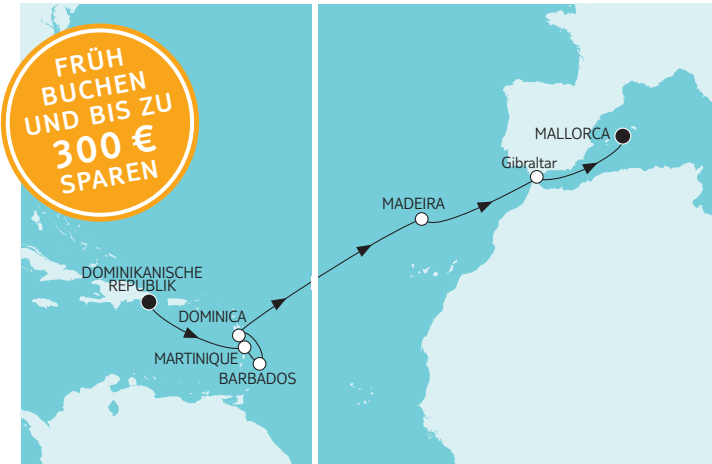 FRÜH
BUCHEN
UND BIS ZU
300 €
SPAREN
MALLORCA
Gibraltar
MADEIRA
DOMINIKANISCHE
REPUBLIK
DOMINICA
MARTINIQUE
BARBADOS